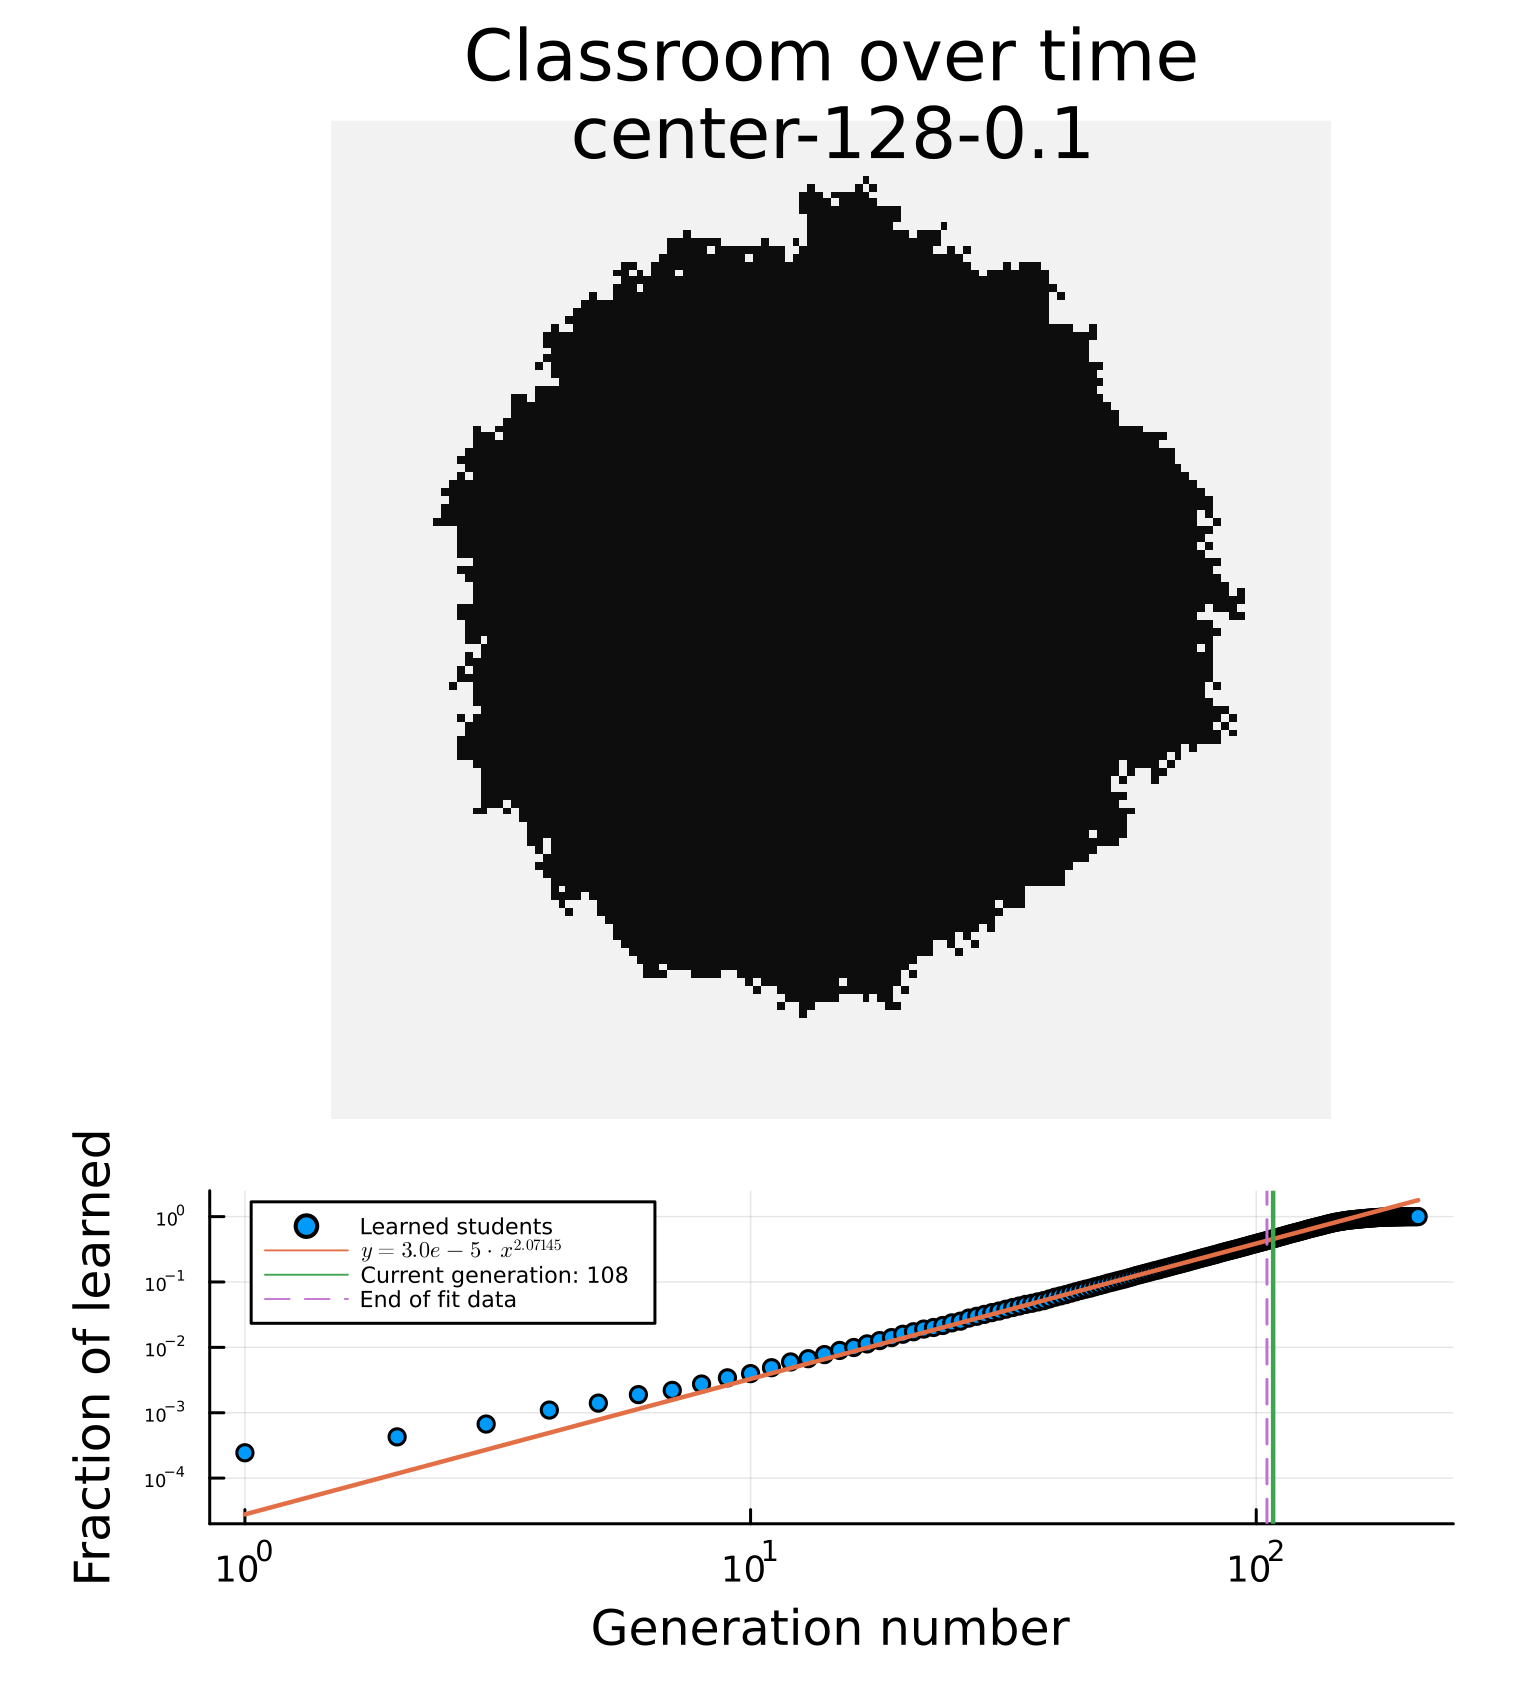 Classroom over time
center-128-0.1
Fraction of learned
10^0
10^-1
10^-2
10^-3
10^-4
Learned students
y = 3.0e − 5 · x^2.07145
Current generation: 108
End of fit data
10^0 10^1 10^2
Generation number